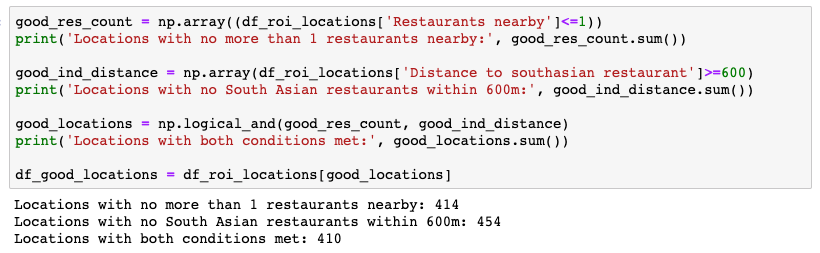 good_res_count = np.array((df_roi_locations['Restaurants nearby']<=1))
print('Locations with no more than 1 restaurants nearby:', good_res_count.sum())
good_ind_distance = np.array(df_roi_locations['Distance to southasian restaurant']>=600)
print('Locations with no South Asian restaurants within 600m:', good_ind_distance.sum())
good_locations = np.logical_and(good_res_count, good_ind_distance)
print('Locations with both conditions met:', good_locations.sum())
df_good_locations = df_roi_locations[good_locations]
Locations with no more than 1 restaurants nearby: 414
Locations with no South Asian restaurants within 600m: 454
Locations with both conditions met: 410